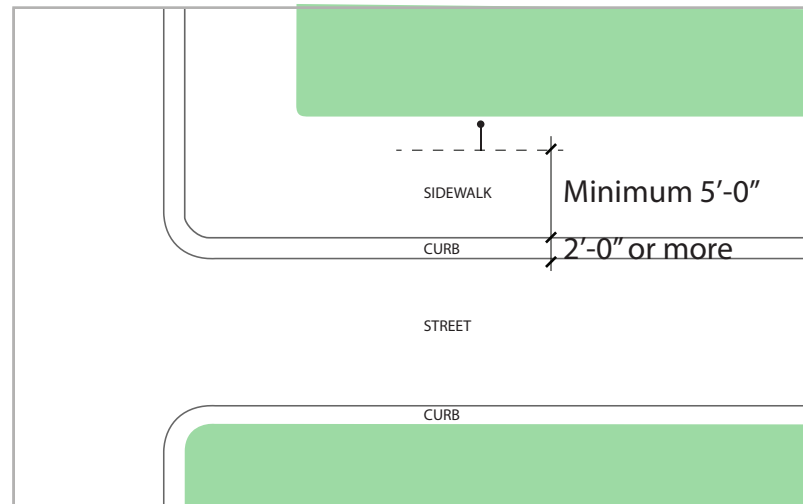 SIDEWALK
Minimum 5’-0”
CURB
2’-0” or more
STREET
CURB